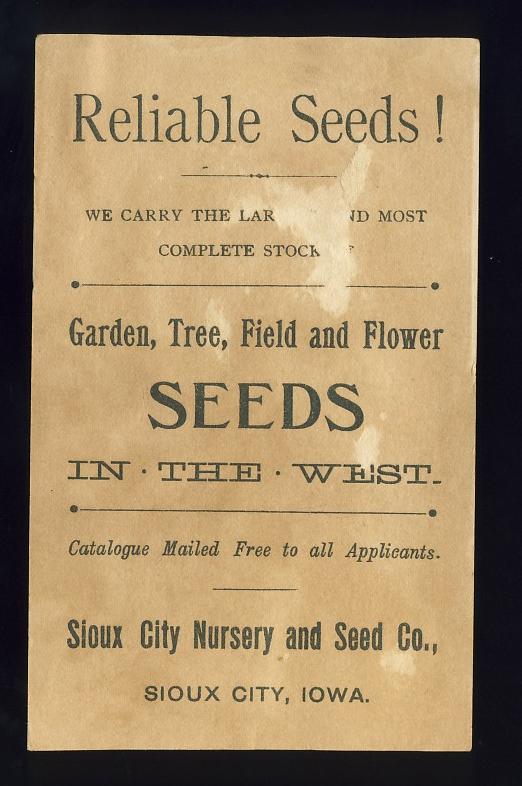 Reliable Seeds!
WE CARRY THE LAR ND MOST
COMPLETE STOCK
Garden, Tree, Field and Flower
SEEDS
IN · THE · WEST.
Catalogue Mailed Free to all Applicants.
Sioux City Nursery and Seed Co.,
SIOUX CITY, IOWA.